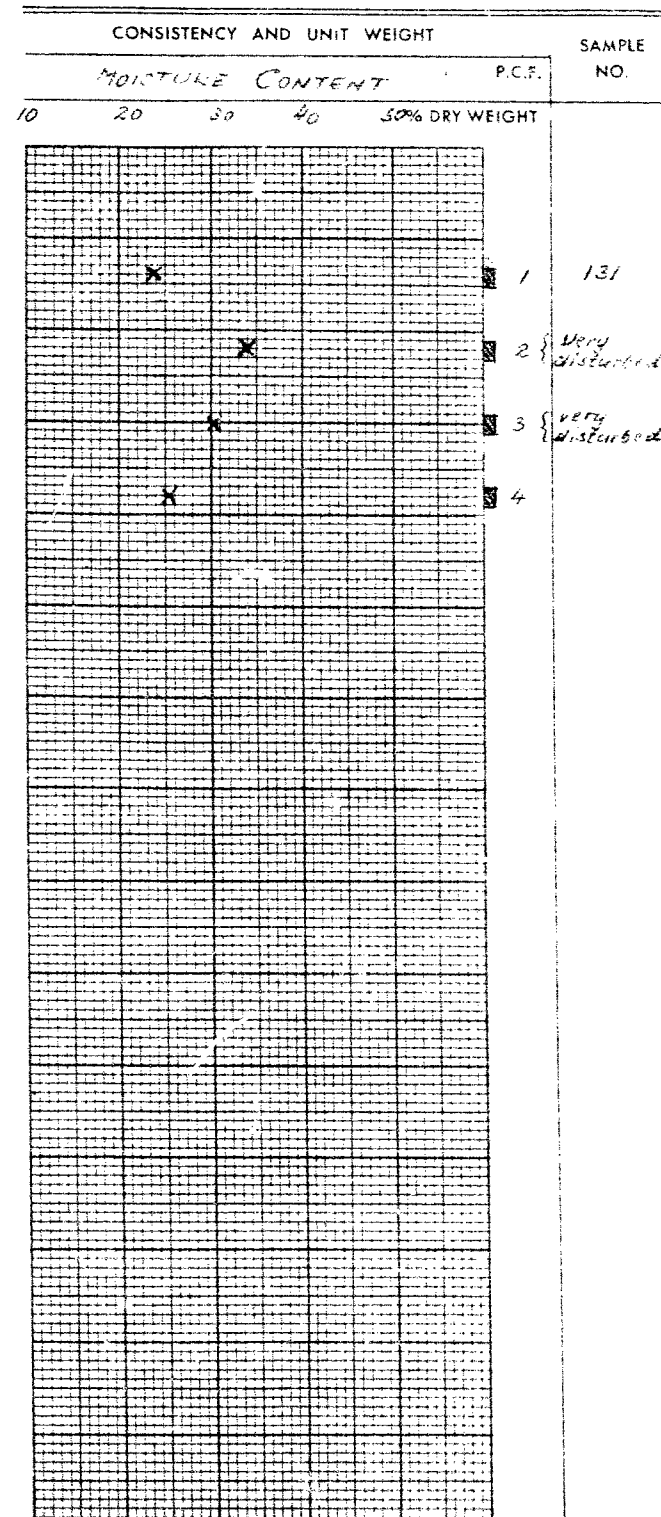 CONSISTENCY AND UNIT WEIGHT
SAMPLE NO.
MOISTURE CONTENT P.C.F.
10 20 30 40 50% DRY WEIGHT
1 131
2 { very disturbed
3 { very disturbed
4